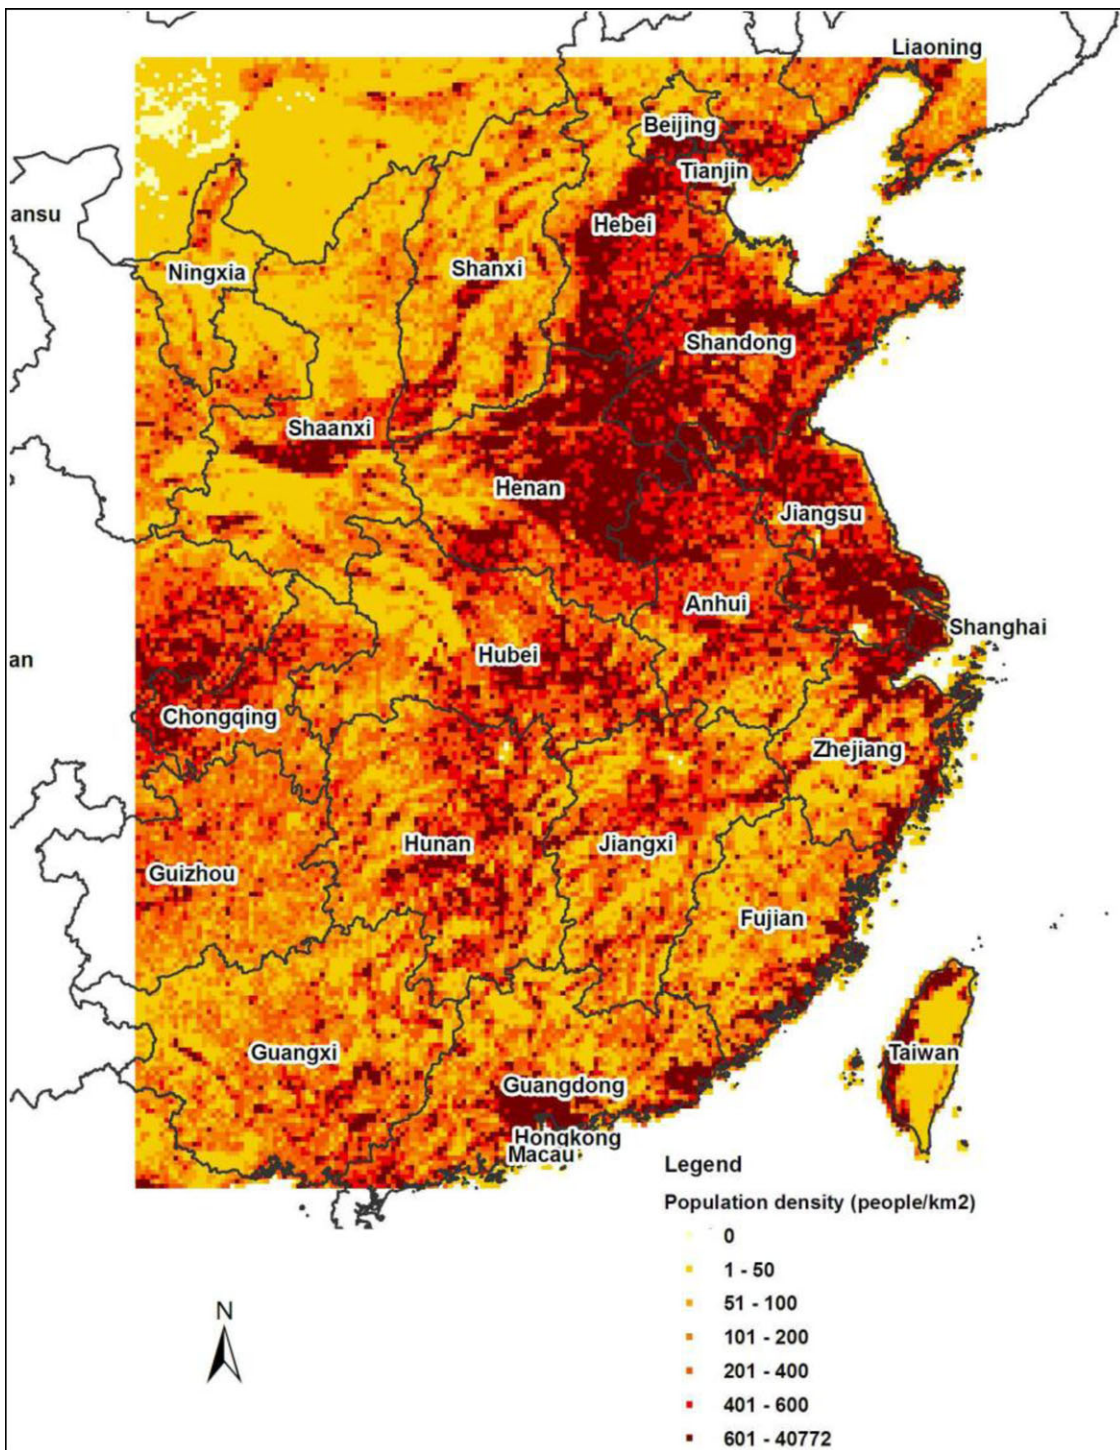 Liaoning
Beijing
Tianjin
ansu
Hebei
Ningxia
Shanxi
Shandong
Shaanxi
Henan
Jiangsu
Anhui
Shanghai
an
Hubei
Chongqing
Zhejiang
Hunan
Jiangxi
Guizhou
Fujian
Guangxi
Taiwan
Guangdong
Hongkong
Macau
Legend
Population density (people/km2)
0
1 - 50
51 - 100
101 - 200
201 - 400
401 - 600
601 - 40772
N